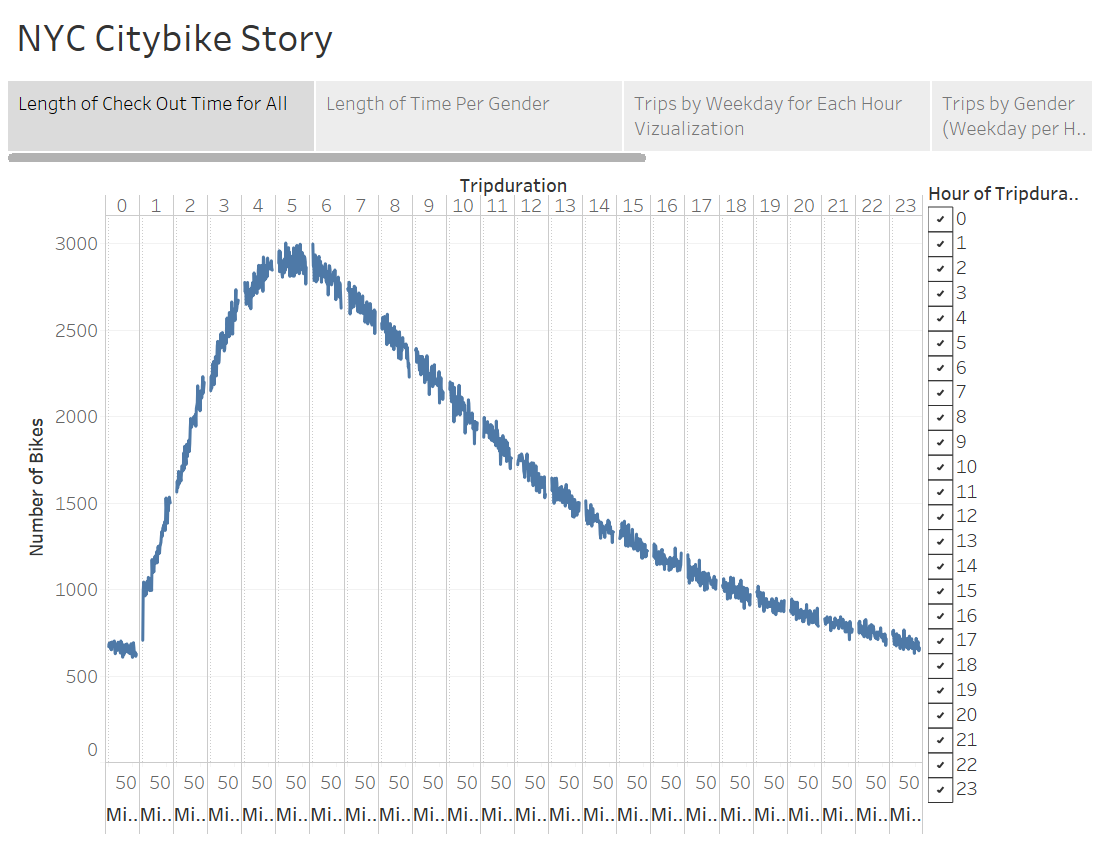 NYC Citybike Story
Length of Check Out Time for All
Length of Time Per Gender
Trips by Weekday for Each Hour
Vizualization
Trips by Gender
(Weekday per H..
Tripduration
0 1 2 3 4 5 6 7 8 9 10 11 12 13 14 15 16 17 18 19 20 21 22 23
Number of Bikes
3000
2500
2000
1500
1000
500
0
50 50 50 50 50 50 50 50 50 50 50 50 50 50 50 50 50 50 50 50 50 50 50 50
Mi.. Mi.. Mi.. Mi.. Mi.. Mi.. Mi.. Mi.. Mi.. Mi.. Mi.. Mi.. Mi.. Mi.. Mi.. Mi.. Mi.. Mi.. Mi.. Mi.. Mi.. Mi.. Mi.. Mi..
Hour of Tripdura..
0
1
2
3
4
5
6
7
8
9
10
11
12
13
14
15
16
17
18
19
20
21
22
23